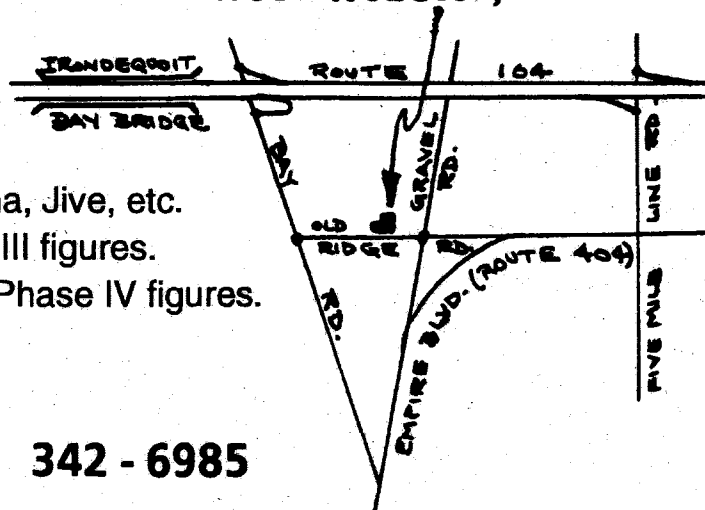 IRONDEQUOIT
ROUTE 104
BAY BRIDGE
BAY
RD.
GRAVEL
RD.
LINE RD.
FIVE MILE
a, Jive, etc.
OLD
RIDGE RD.
III figures.
Phase IV figures.
EMPIRE BLVD. (ROUTE 404)
342 - 6985